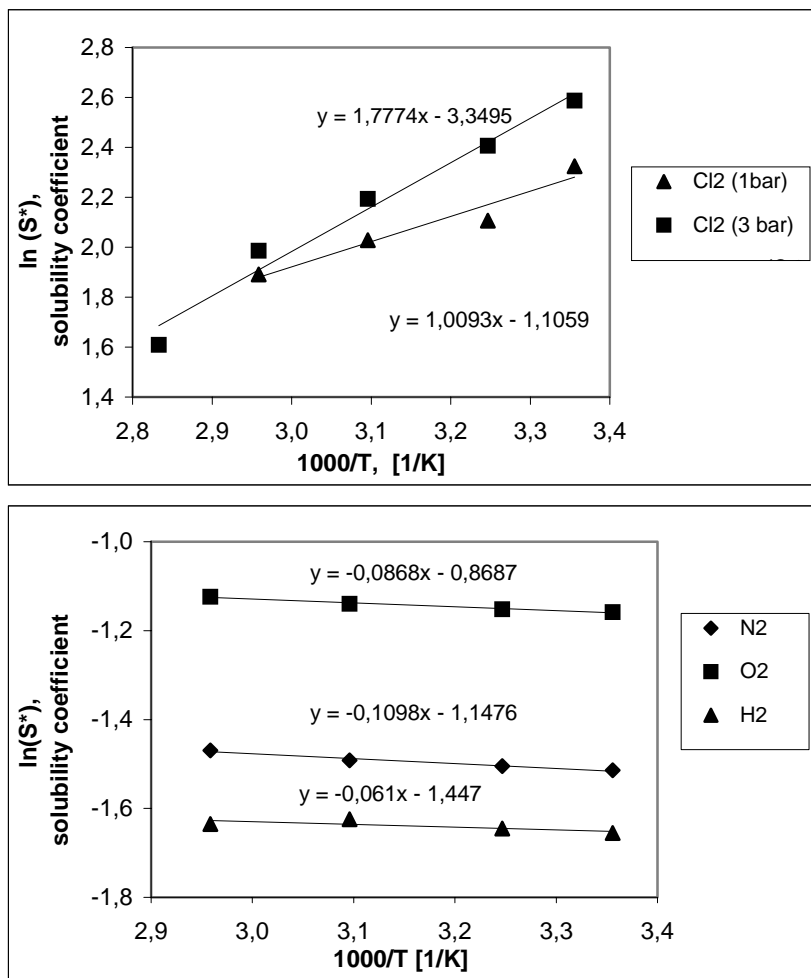 2,8
2,6
2,4
2,2
2,0
1,8
1,6
1,4
ln (S*),
solubility coefficient
y = 1,7774x - 3,3495
y = 1,0093x - 1,1059
2,8 2,9 3,0 3,1 3,2 3,3 3,4
1000/T, [1/K]
Cl2 (1bar)
Cl2 (3 bar)
-1,0
-1,2
-1,4
-1,6
-1,8
ln(S*),
solubility coefficient
y = -0,0868x - 0,8687
y = -0,1098x - 1,1476
y = -0,061x - 1,447
2,9 3,0 3,1 3,2 3,3 3,4
1000/T [1/K]
N2
O2
H2